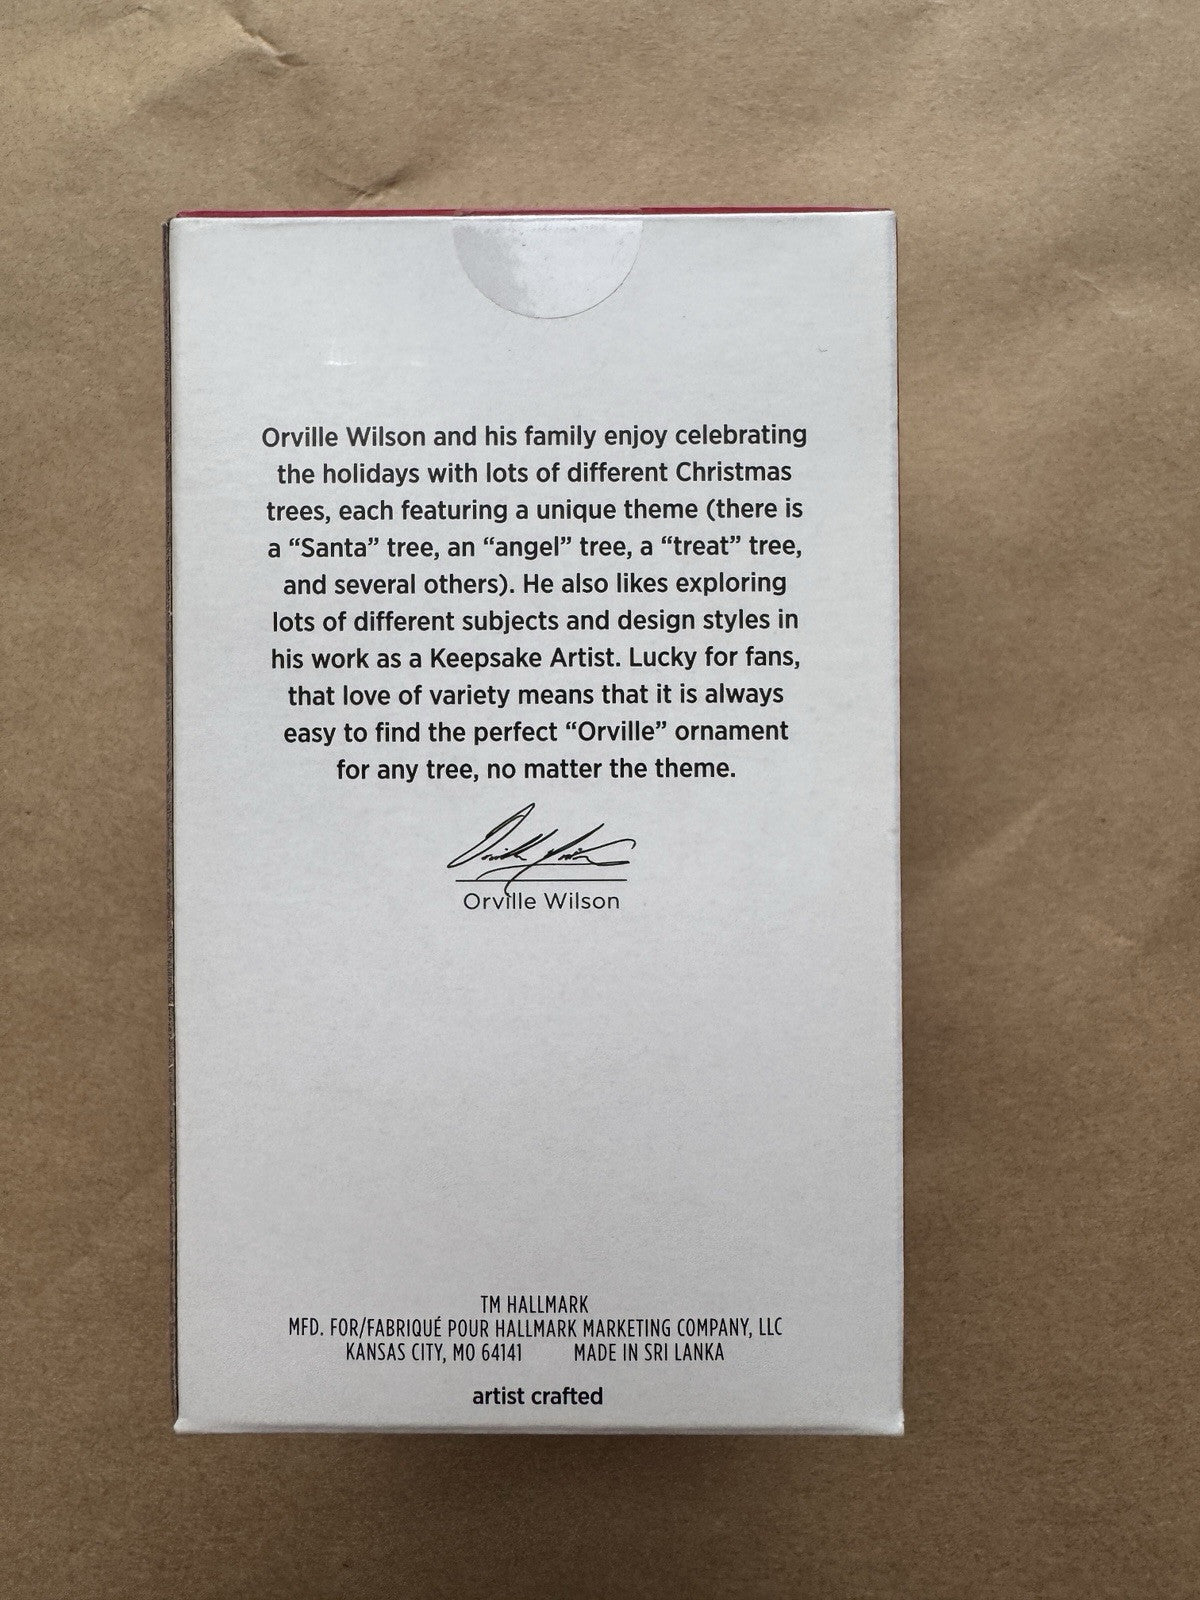 Orville Wilson and his family enjoy celebrating
the holidays with lots of different Christmas
trees, each featuring a unique theme (there is
a “Santa” tree, an “angel” tree, a “treat” tree,
and several others). He also likes exploring
lots of different subjects and design styles in
his work as a Keepsake Artist. Lucky for fans,
that love of variety means that it is always
easy to find the perfect “Orville” ornament
for any tree, no matter the theme.
Orville Wilson
Orville Wilson
TM HALLMARK
MFD. FOR/FABRIQUÉ POUR HALLMARK MARKETING COMPANY, LLC
KANSAS CITY, MO 64141 MADE IN SRI LANKA
artist crafted